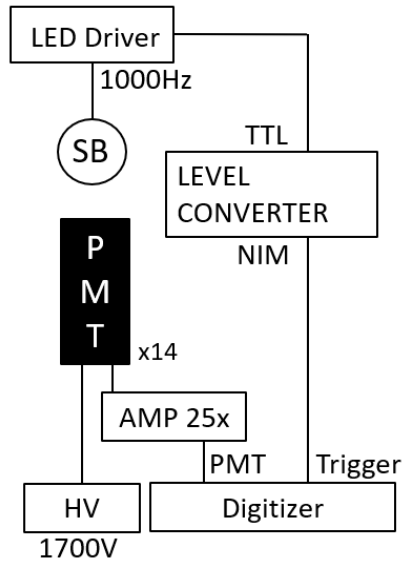 LED Driver
1000Hz
SB
TTL
LEVEL
CONVERTER
NIM
P
M
T
x14
AMP 25x
PMT
Trigger
HV
Digitizer
1700V